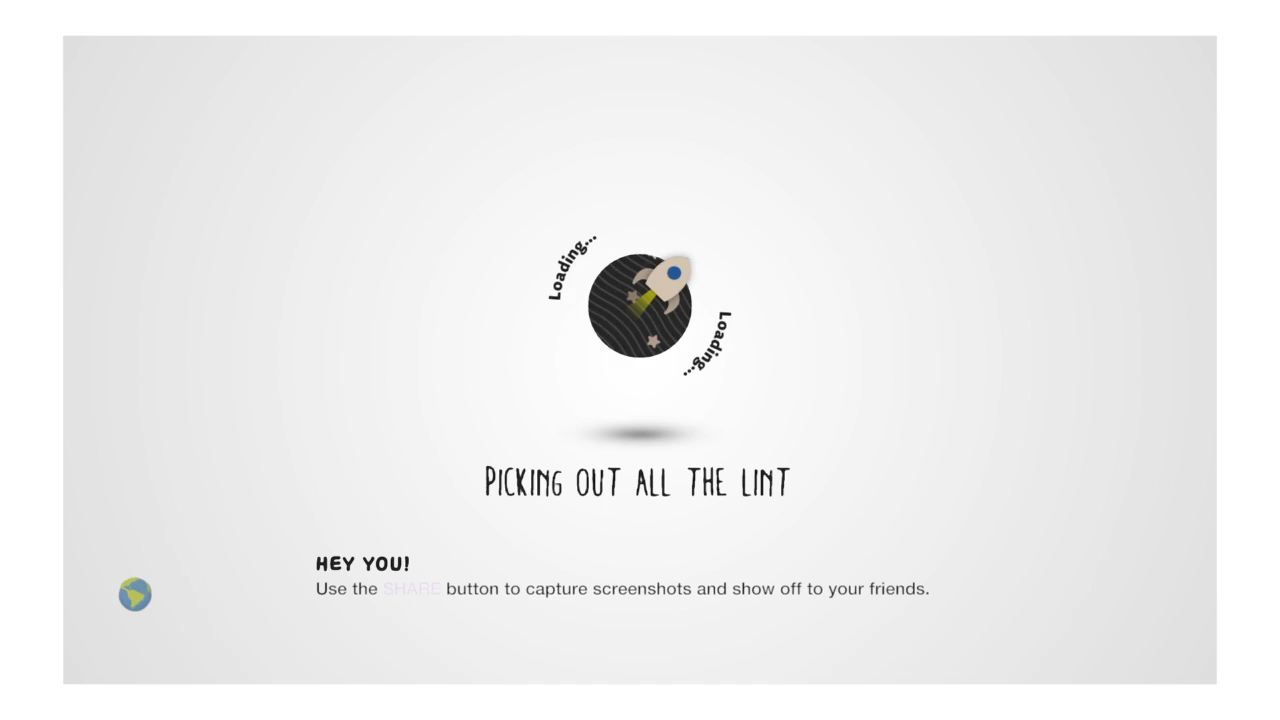 Loading...
Loading...
PICKING OUT ALL THE LINT
HEY YOU!
Use the SHARE button to capture screenshots and show off to your friends.